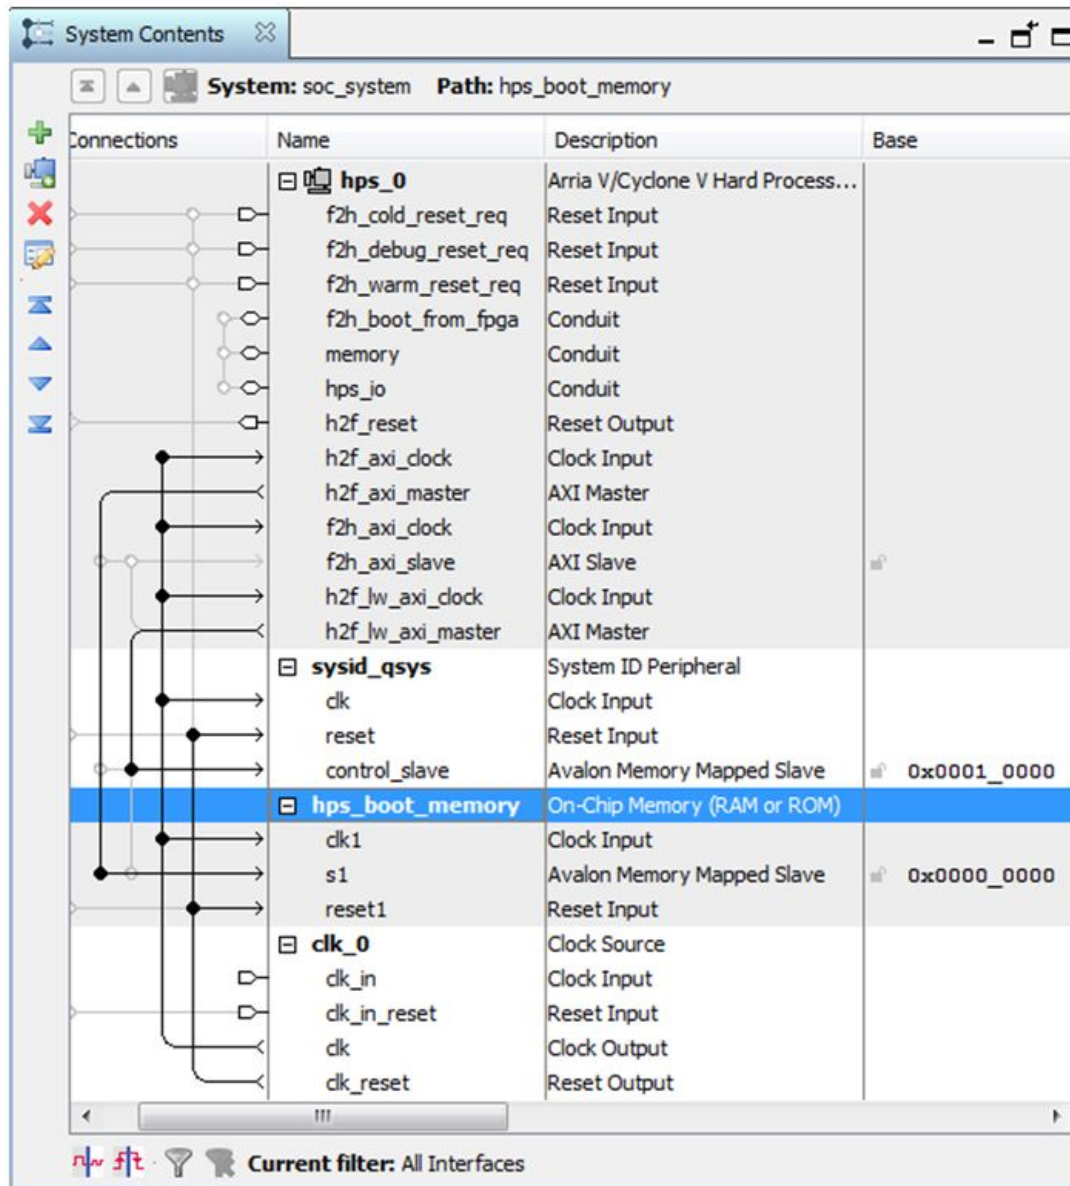 System Contents
System: soc_system Path: hps_boot_memory
Connections Name Description Base
hps_0 Arria V/Cyclone V Hard Process...
f2h_cold_reset_req Reset Input
f2h_debug_reset_req Reset Input
f2h_warm_reset_req Reset Input
f2h_boot_from_fpga Conduit
memory Conduit
hps_io Conduit
h2f_reset Reset Output
h2f_axi_clock Clock Input
h2f_axi_master AXI Master
f2h_axi_clock Clock Input
f2h_axi_slave AXI Slave
h2f_lw_axi_clock Clock Input
h2f_lw_axi_master AXI Master
sysid_qsys System ID Peripheral
clk Clock Input
reset Reset Input
control_slave Avalon Memory Mapped Slave 0x0001_0000
hps_boot_memory On-Chip Memory (RAM or ROM)
clk1 Clock Input
s1 Avalon Memory Mapped Slave 0x0000_0000
reset1 Reset Input
clk_0 Clock Source
clk_in Clock Input
clk_in_reset Reset Input
clk Clock Output
clk_reset Reset Output
Current filter: All Interfaces